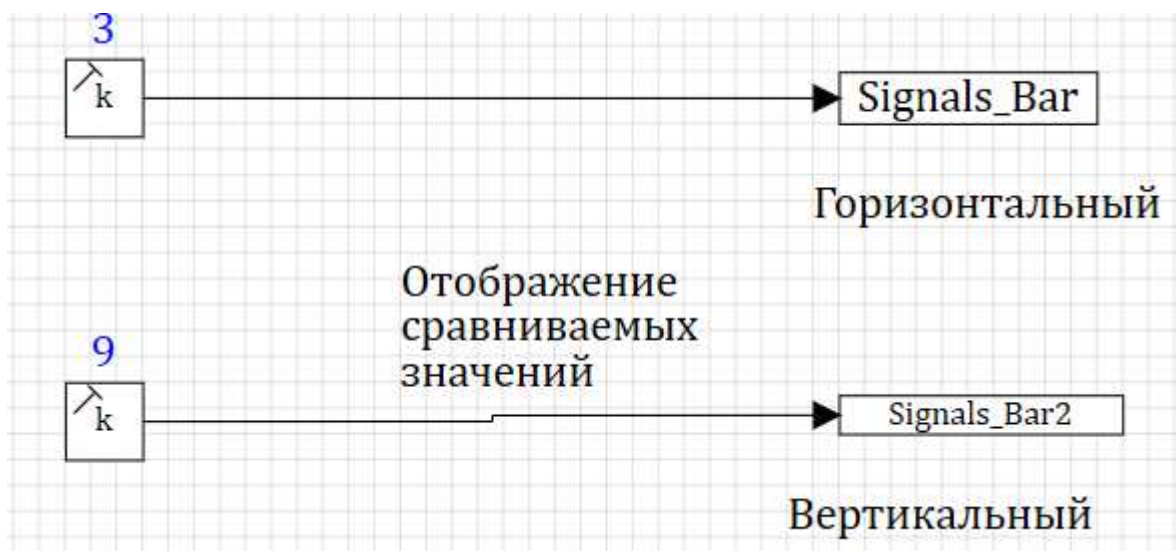 3
k
Signals_Bar
Горизонтальный
Отображение
сравниваемых
значений
9
k
Signals_Bar2
Вертикальный